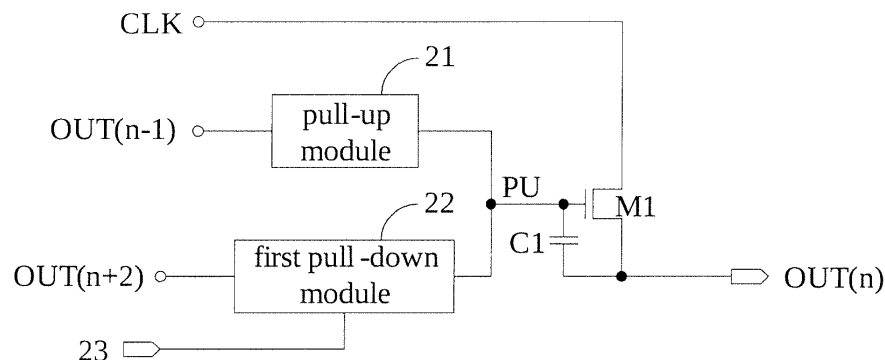 CLK
21
pull-up
module
OUT(n-1)
PU
M1
22
C1
first pull-down
module
OUT(n+2)
OUT(n)
23